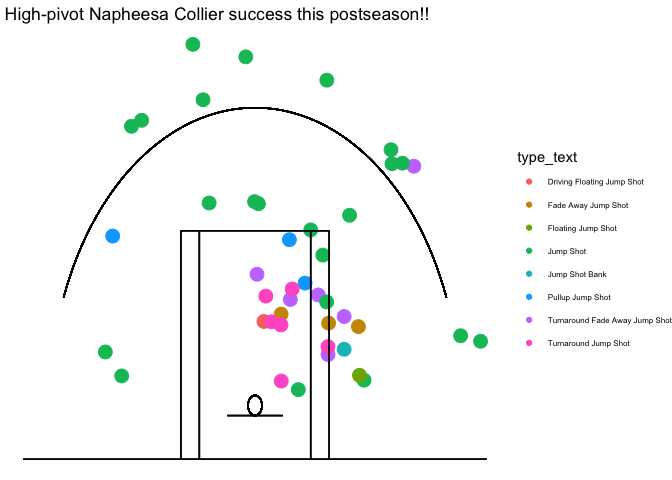 High-pivot Napheesa Collier success this postseason!!
type_text
Driving Floating Jump Shot
Fade Away Jump Shot
Floating Jump Shot
Jump Shot
Jump Shot Bank
Pullup Jump Shot
Turnaround Fade Away Jump Shot
Turnaround Jump Shot